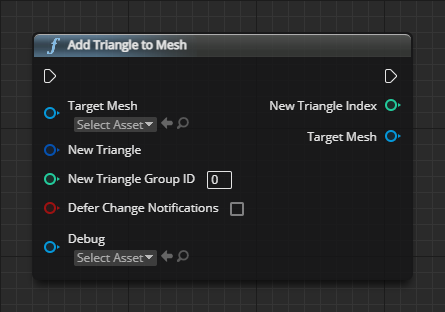 Add Triangle to Mesh
Target Mesh
Select Asset
New Triangle Index
New Triangle
Target Mesh
New Triangle Group ID 0
Defer Change Notifications
Debug
Select Asset